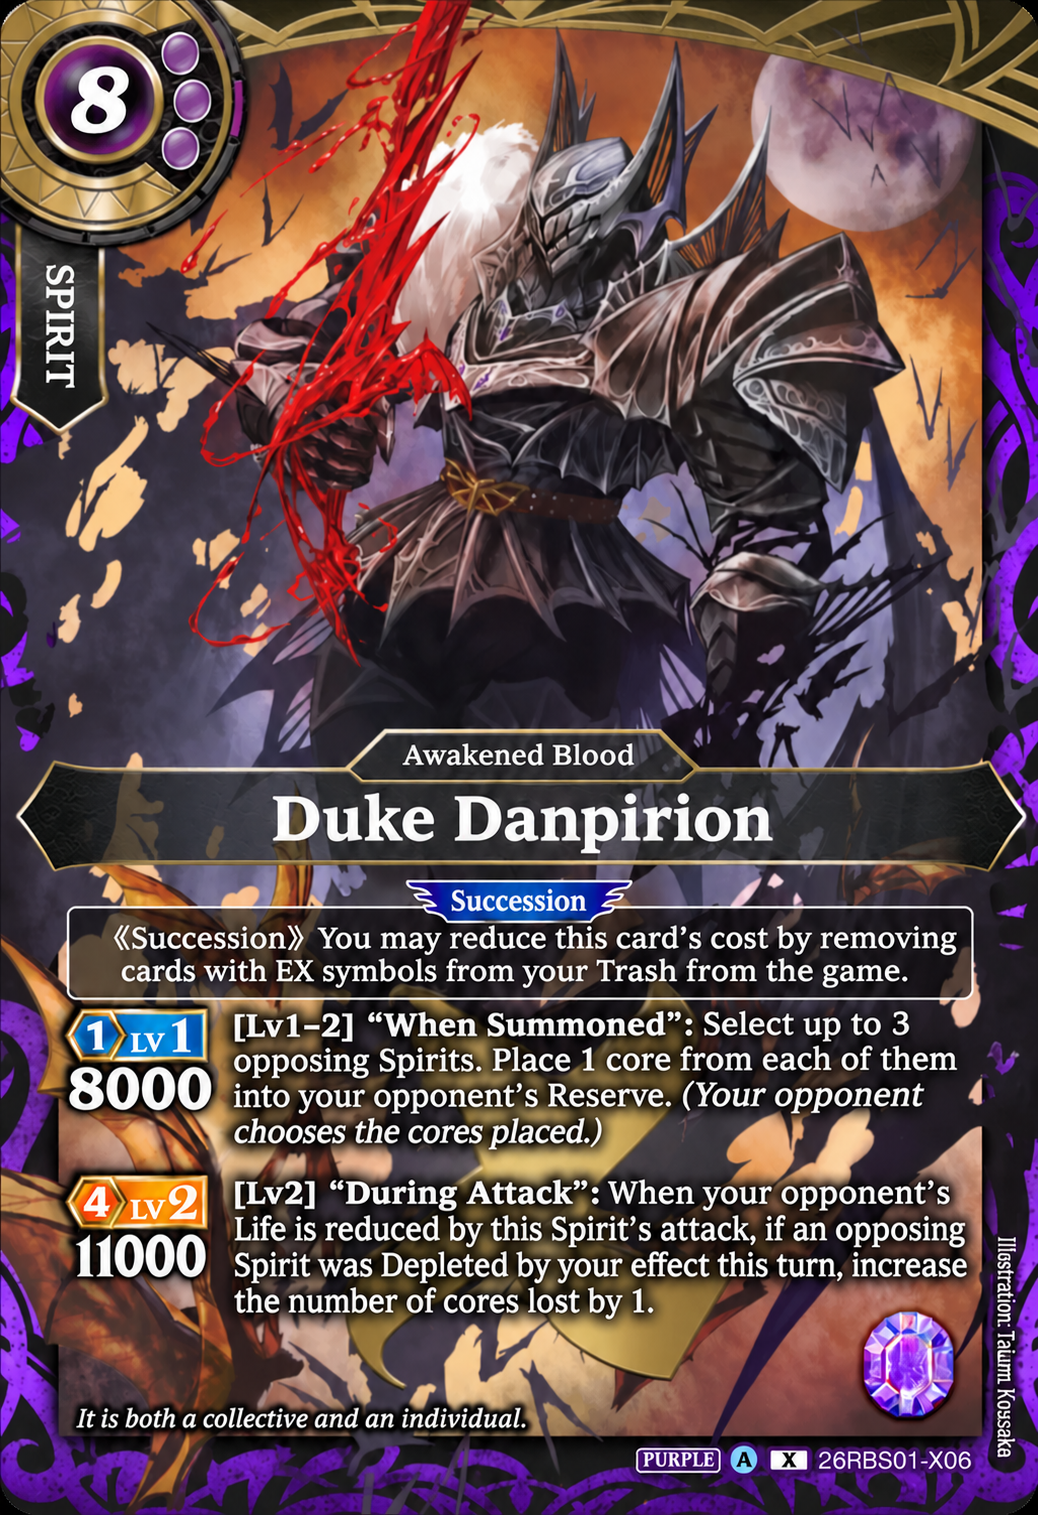 8
SPIRIT
Awakened Blood
Duke Danpirion
Succession
《Succession》 You may reduce this card's cost by removing
cards with EX symbols from your Trash from the game.
1 LV 1
8000
[Lv1–2] “When Summoned”: Select up to 3
opposing Spirits. Place 1 core from each of them
into your opponent's Reserve. (Your opponent
chooses the cores placed.)
4 LV 2
11000
[Lv2] “During Attack”: When your opponent's
Life is reduced by this Spirit's attack, if an opposing
Spirit was Depleted by your effect this turn, increase
the number of cores lost by 1.
It is both a collective and an individual.
Illostration: Taiurm Kousaka
PURPLE A X 26RBS01-X06